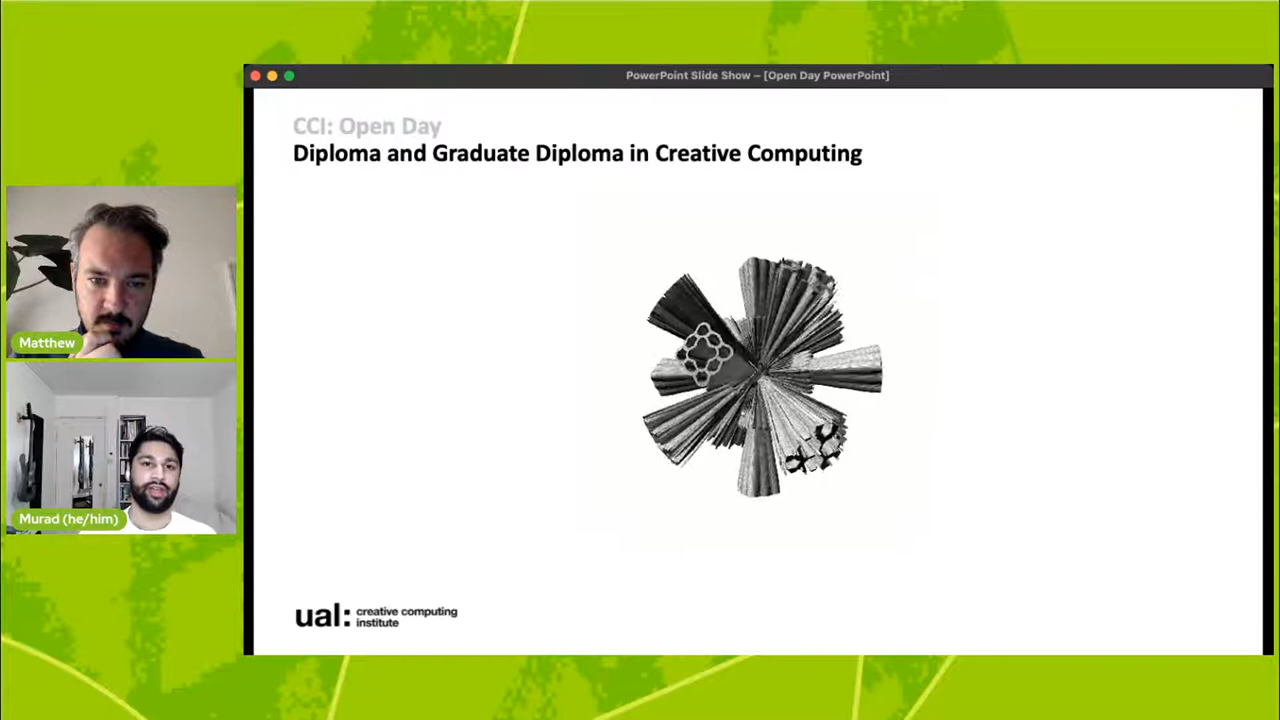 PowerPoint Slide Show – [Open Day PowerPoint]
CCI: Open Day
Diploma and Graduate Diploma in Creative Computing
Matthew
Murad (he/him)
ual: creative computing
institute